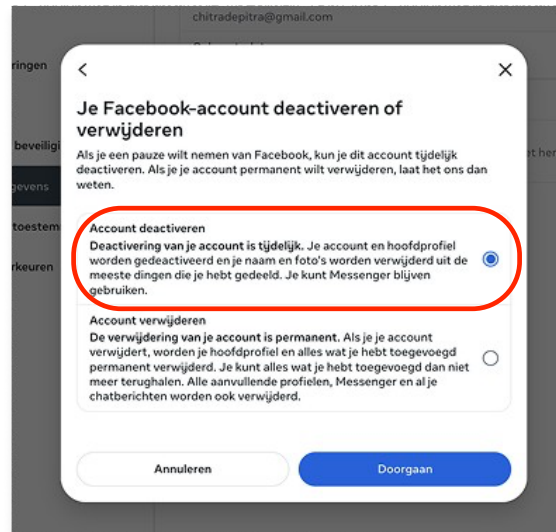 chitradepitra@gmail.com
ringen
Je Facebook-account deactiveren of
verwijderen
beveiligi
Als je een pauze wilt nemen van Facebook, kun je dit account tijdelijk
deactiveren. Als je je account permanent wilt verwijderen, laat het ons dan
weten.
et her
gevens
toestem
Account deactiveren
Deactivering van je account is tijdelijk. Je account en hoofdprofiel
worden gedeactiveerd en je naam en foto's worden verwijderd uit de
meeste dingen die je hebt gedeeld. Je kunt Messenger blijven
gebruiken.
rkeuren
Account verwijderen
De verwijdering van je account is permanent. Als je je account
verwijdert, worden je hoofdprofiel en alles wat je hebt toegevoegd
permanent verwijderd. Je kunt alles wat je hebt toegevoegd dan niet
meer terughalen. Alle aanvullende profielen, Messenger en al je
chatberichten worden ook verwijderd.
Annuleren
Doorgaan